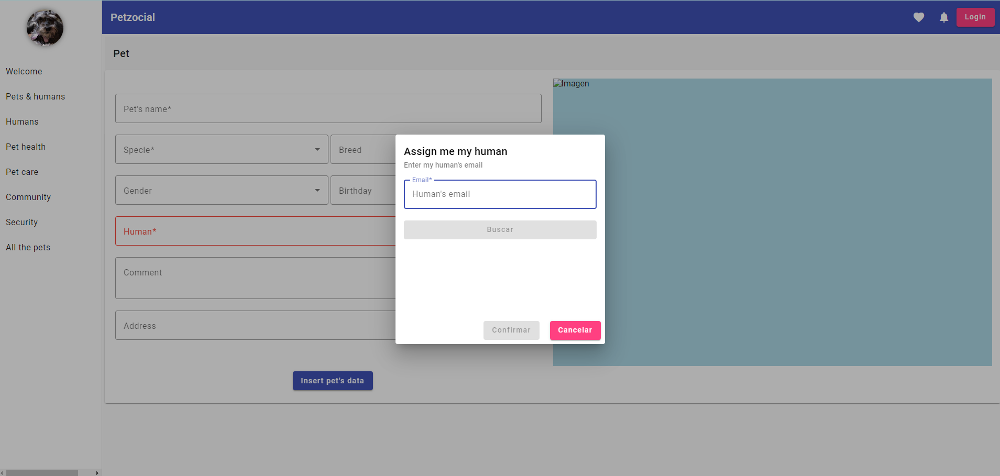 Petzocial
Login
Welcome
Pets & humans
Humans
Pet health
Pet care
Community
Security
All the pets
Pet
Pet's name*
Specie*
Breed
Gender
Birthday
Human*
Comment
Address
Insert pet's data
Imagen
Assign me my human
Enter my human's email
Email*
Human's email
Buscar
Confirmar
Cancelar